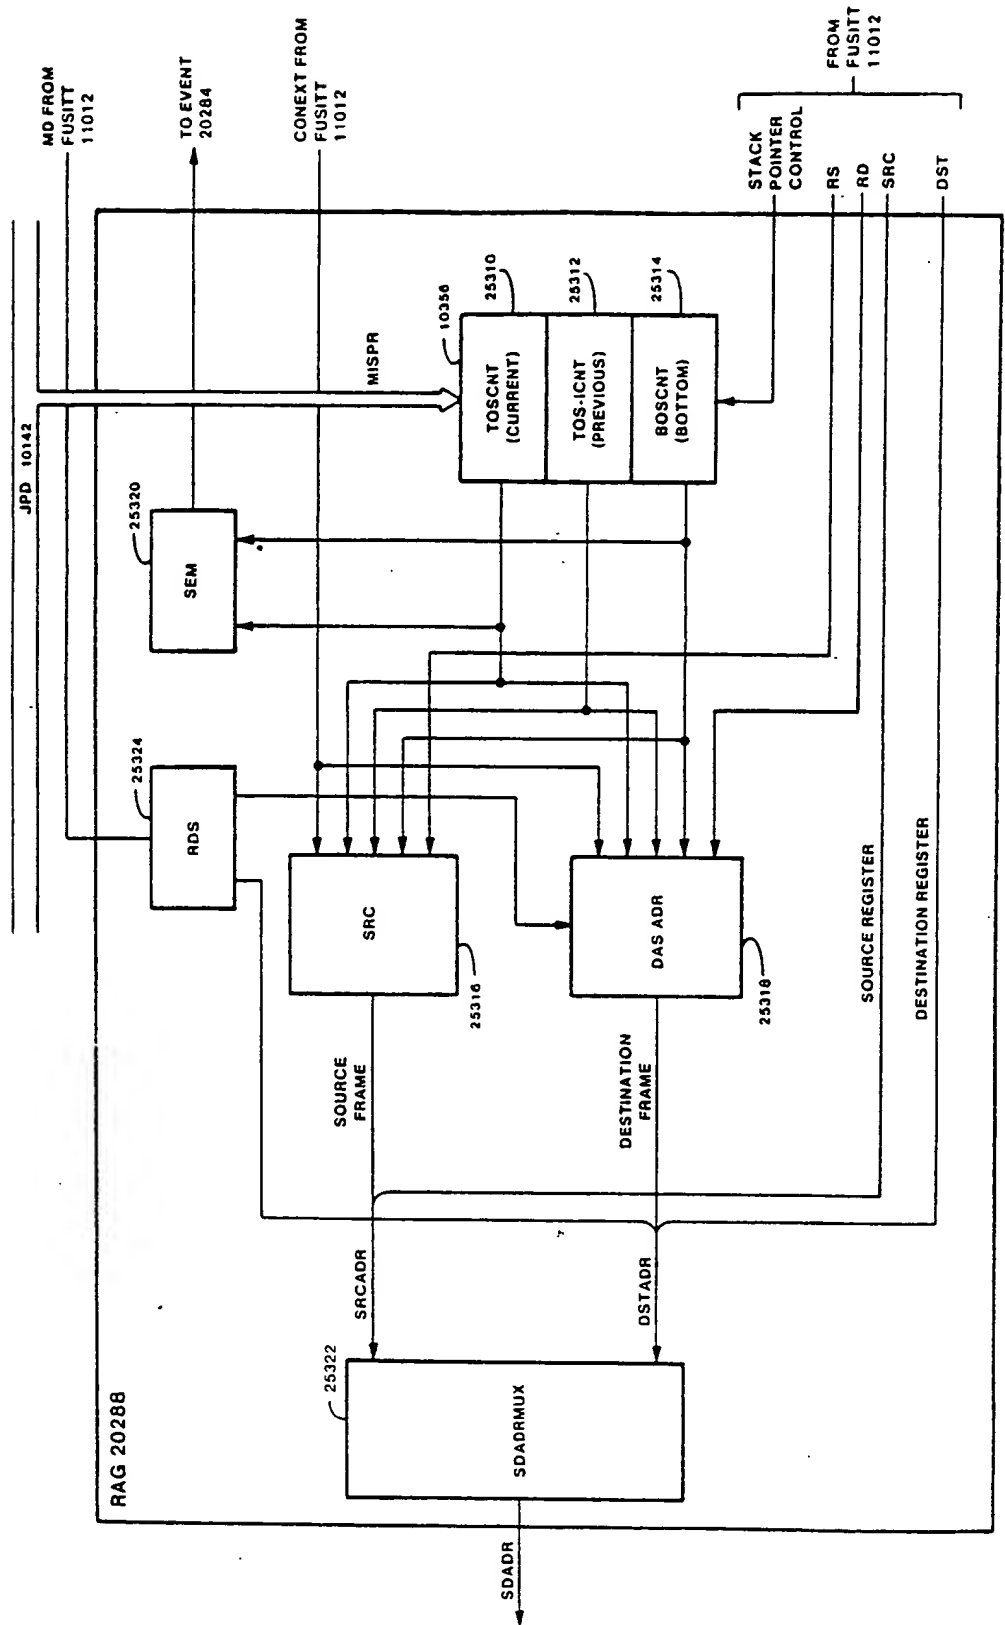 RAG 20288
JPD 10142
MD FROM
FUSITT
11012
TO EVENT
20284
CONEXT FROM
FUSITT
11012
FROM
FUSITT
11012
STACK
POINTER
CONTROL
RS
RD
SRC
DST
25324
RDS
25320
SEM
MISPR
10356
25310
TOSCNT
(CURRENT)
25312
TOS-ICNT
(PREVIOUS)
25314
BOSCNT
(BOTTOM)
SRC
25316
DAS ADR
25318
SOURCE
FRAME
DESTINATION
FRAME
SOURCE REGISTER
DESTINATION REGISTER
SRCADR
DSTADR
25322
SDADRMUX
SDADR